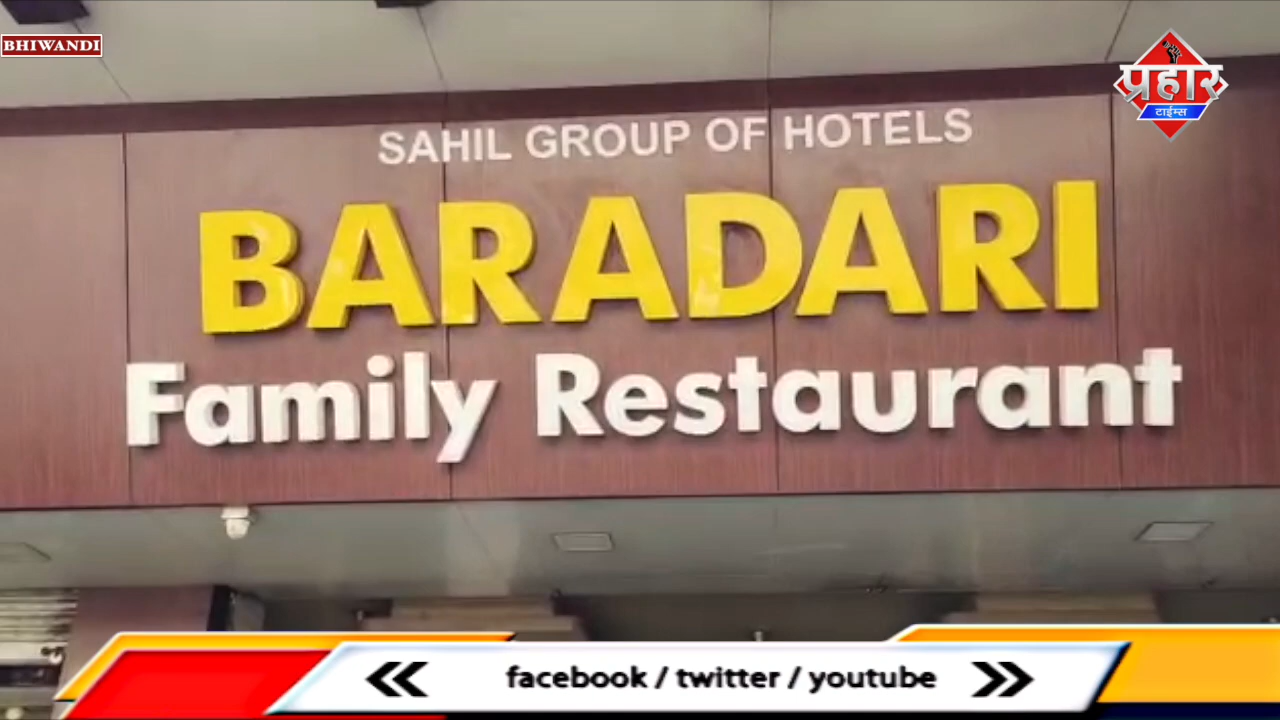 BHIWANDI
प्रहार
टाईम्स
SAHIL GROUP OF HOTELS
BARADARI
Family Restaurant
facebook / twitter / youtube